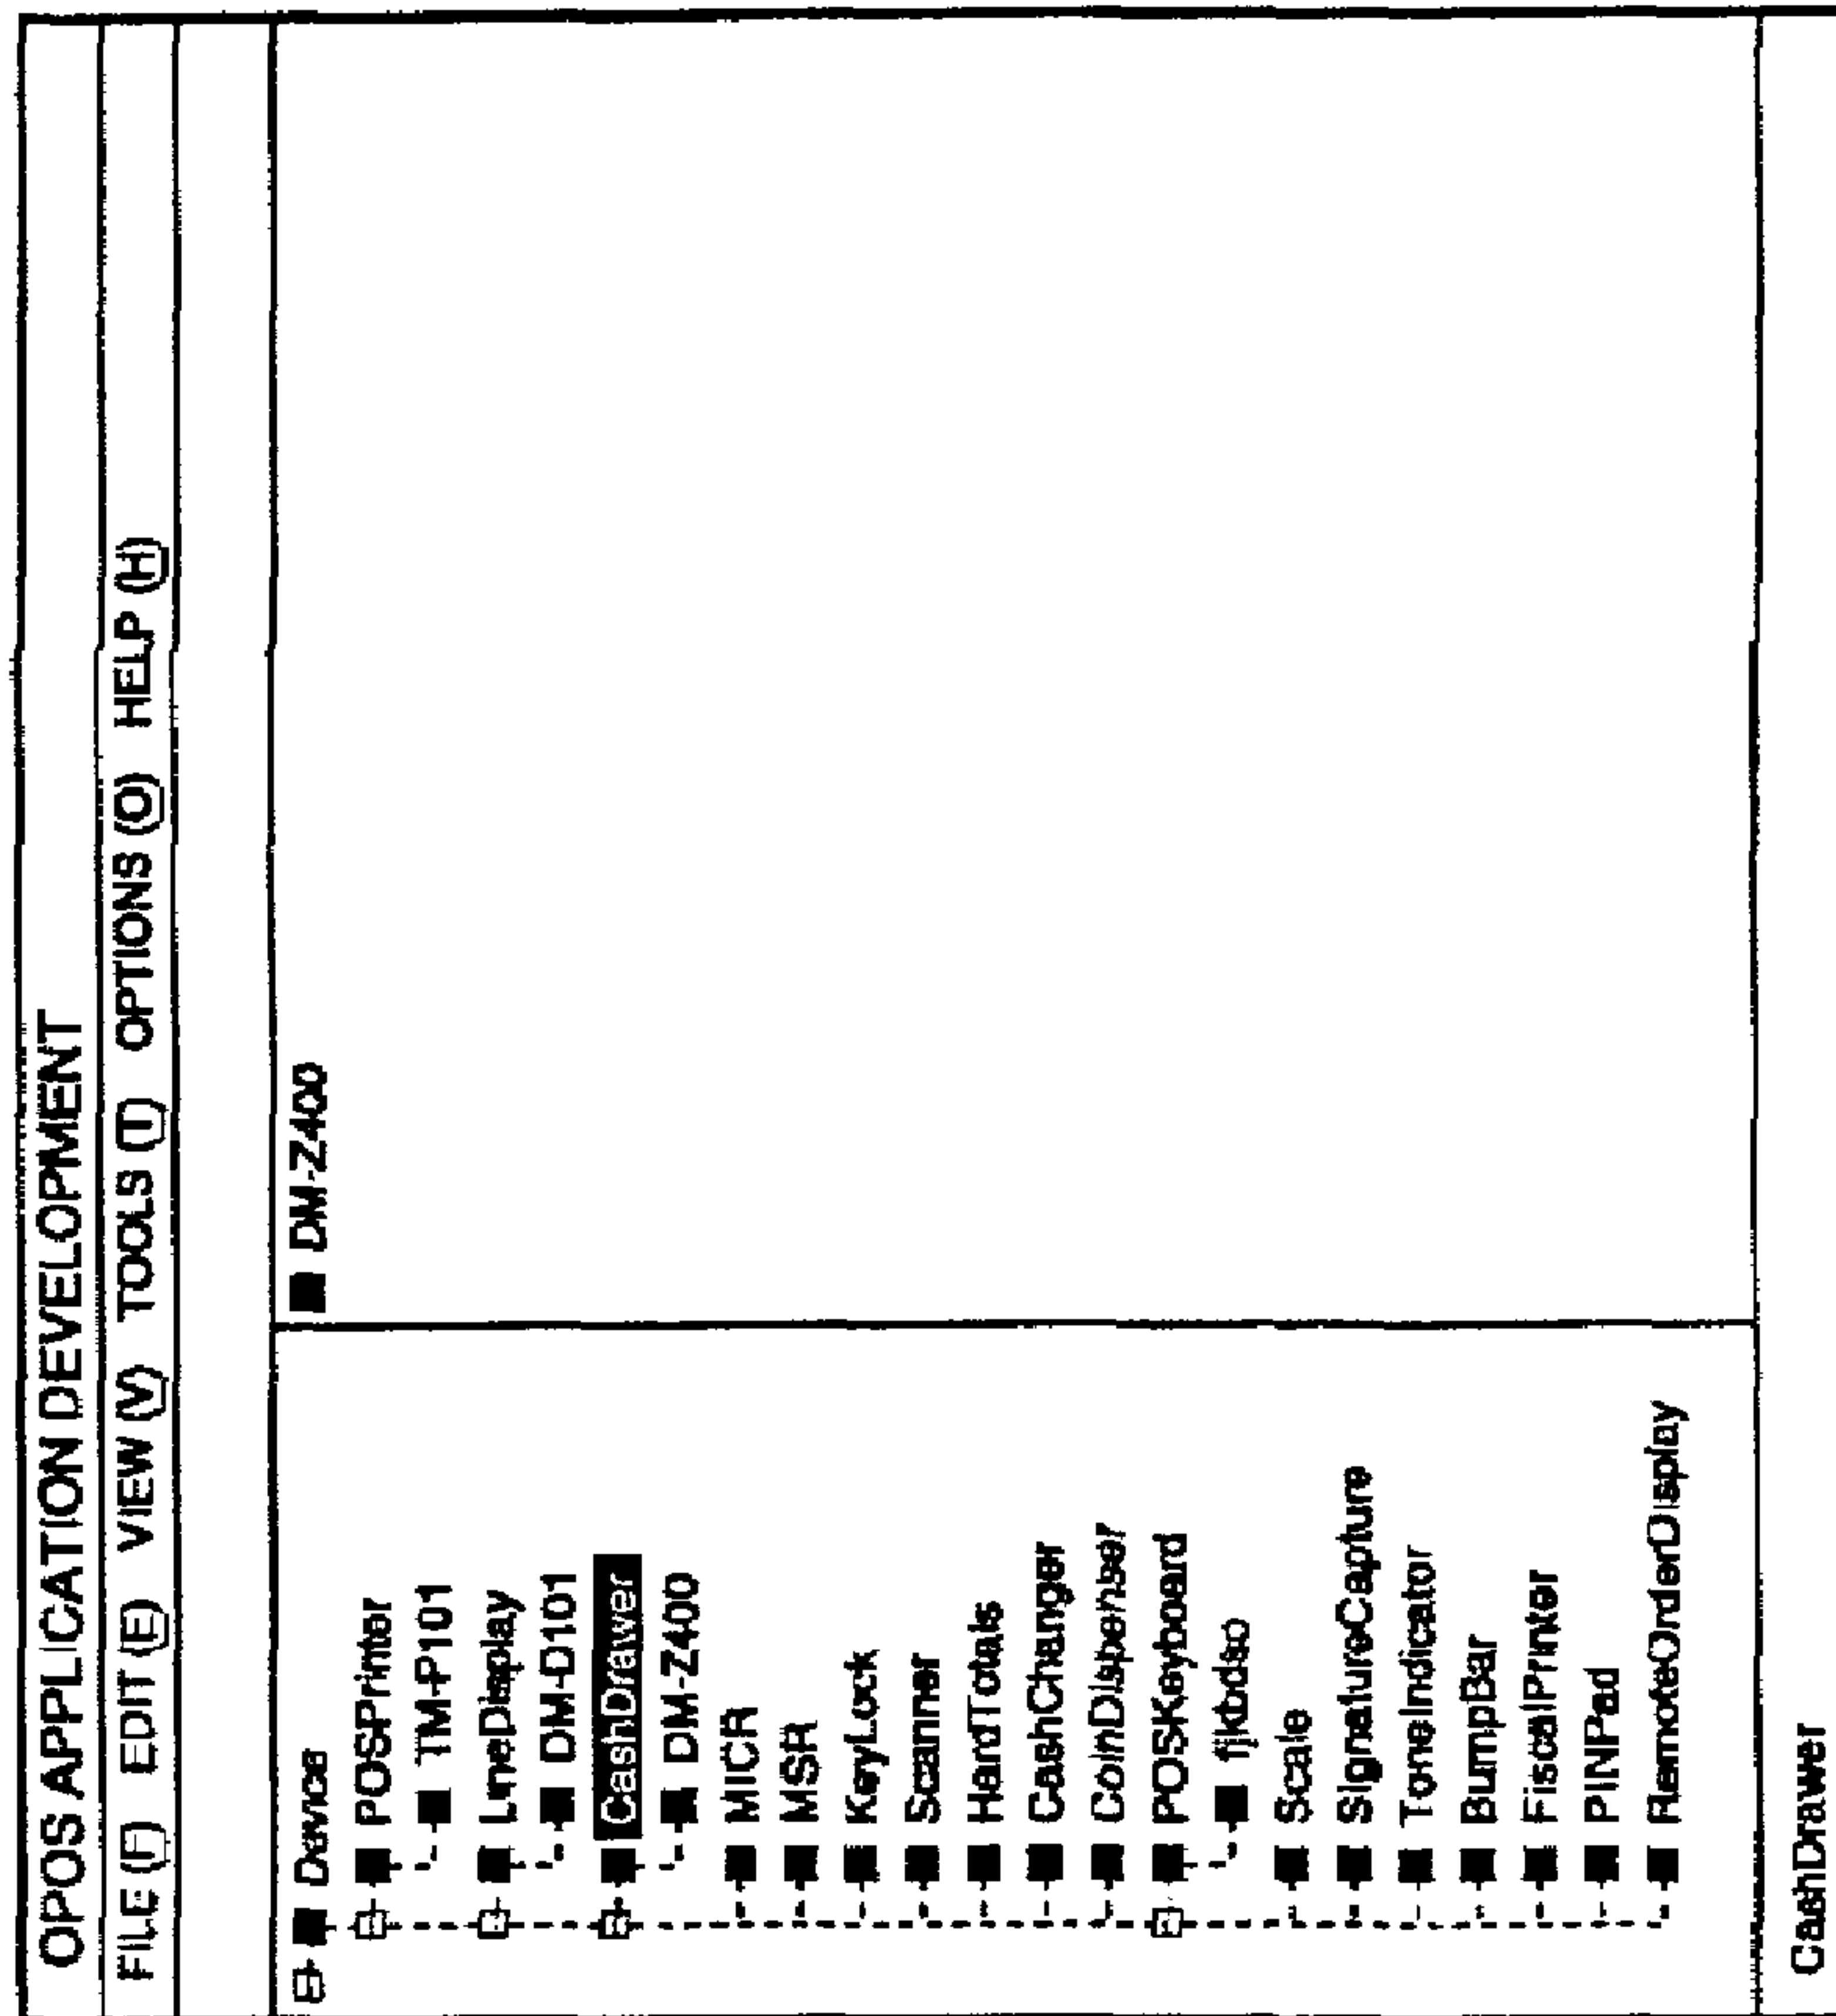 OPOS APPLICATION DEVELOPMENT
FILE (F) EDIT (E) VIEW (V) TOOLS (T) OPTIONS (O) HELP (H)
Device
POSPrinter
TM-P101
LineDisplay
DM-D101
CashDrawer
DM-Z400
MICR
MSR
KeyLock
Scanner
HardTotals
CashChanger
CoinDispenser
POSKeyboard
Scale
SignatureCapture
ToneIndicator
BumpBar
FiscalPrinter
PINPad
RemoteOrderDisplay
DM-Z400
CashDrawer